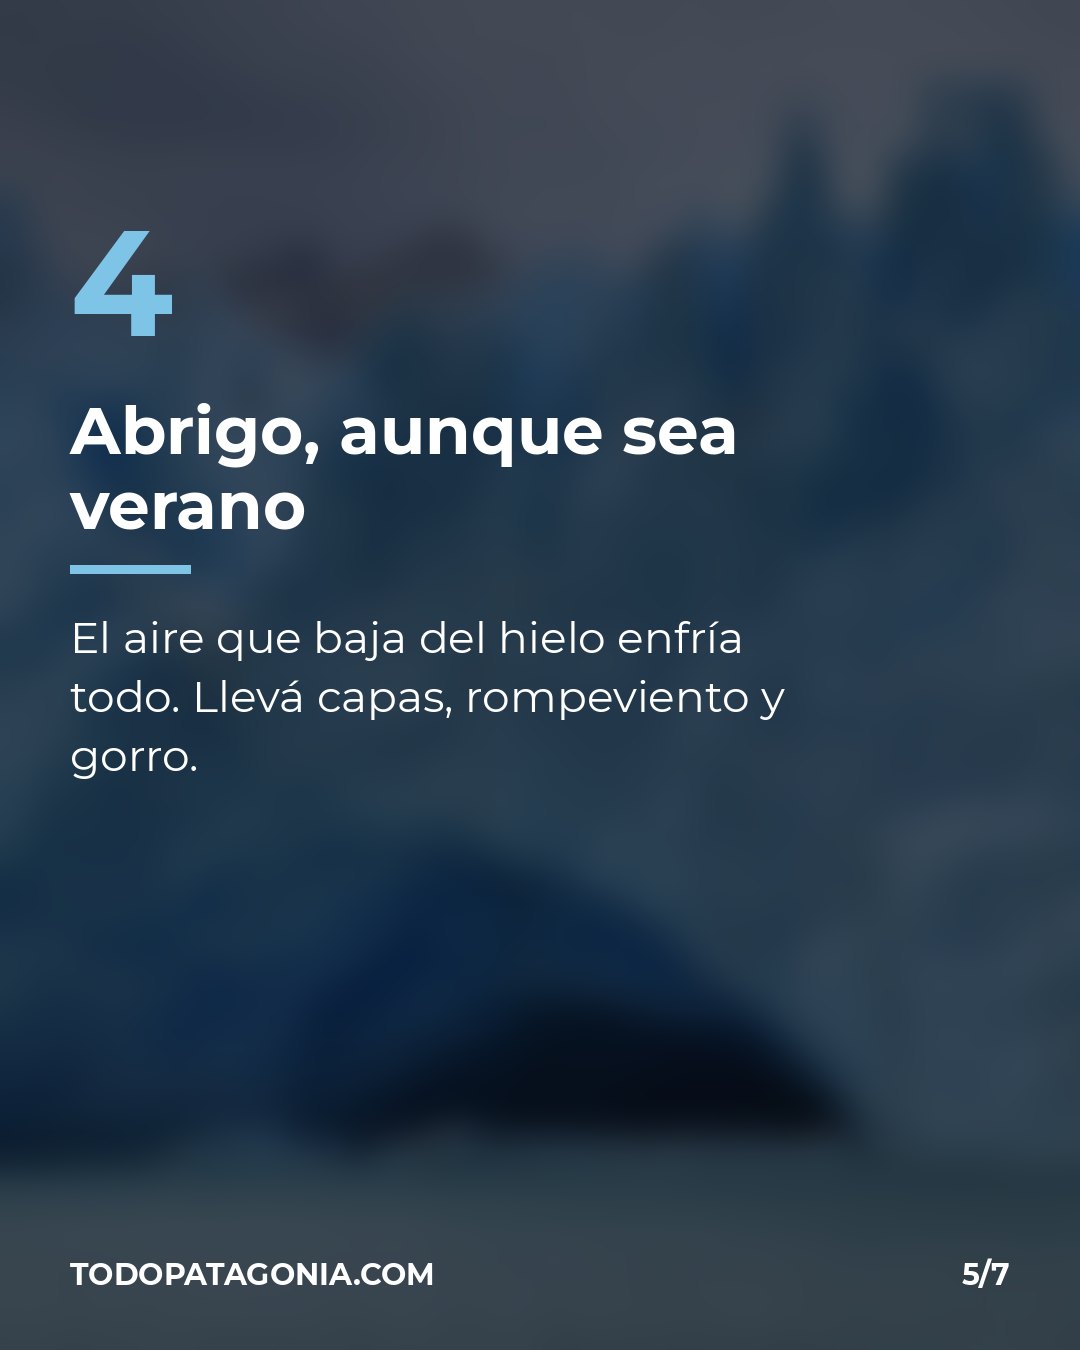 4
Abrigo, aunque sea
verano
El aire que baja del hielo enfría
todo. Llevá capas, rompeviento y
gorro.
TODOPATAGONIA.COM
5/7